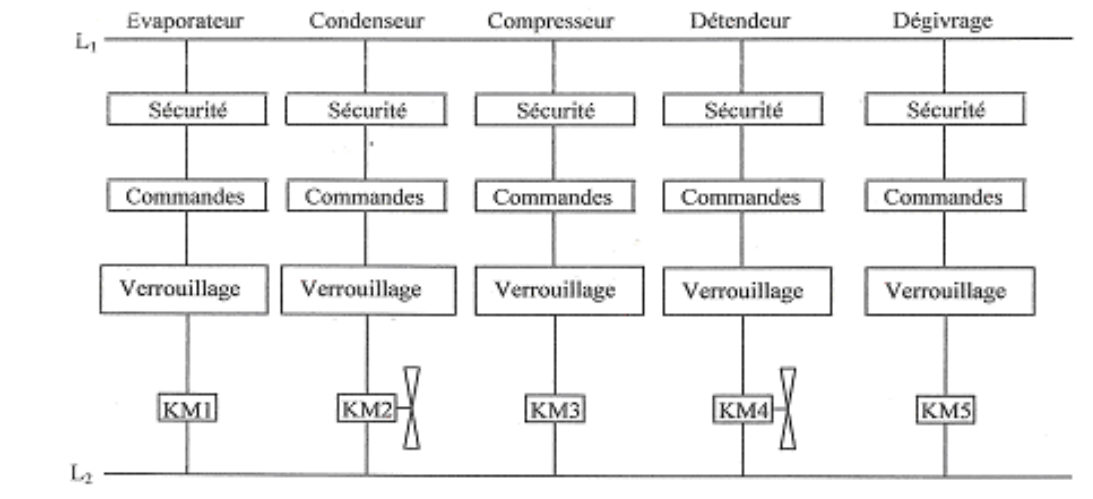 Evaporateur Condenseur Compresseur Détendeur Dégivrage
L1
Sécurité Sécurité Sécurité Sécurité Sécurité
Commandes Commandes Commandes Commandes Commandes
Verrouillage Verrouillage Verrouillage Verrouillage Verrouillage
KM1 KM2 KM3 KM4 KM5
L2